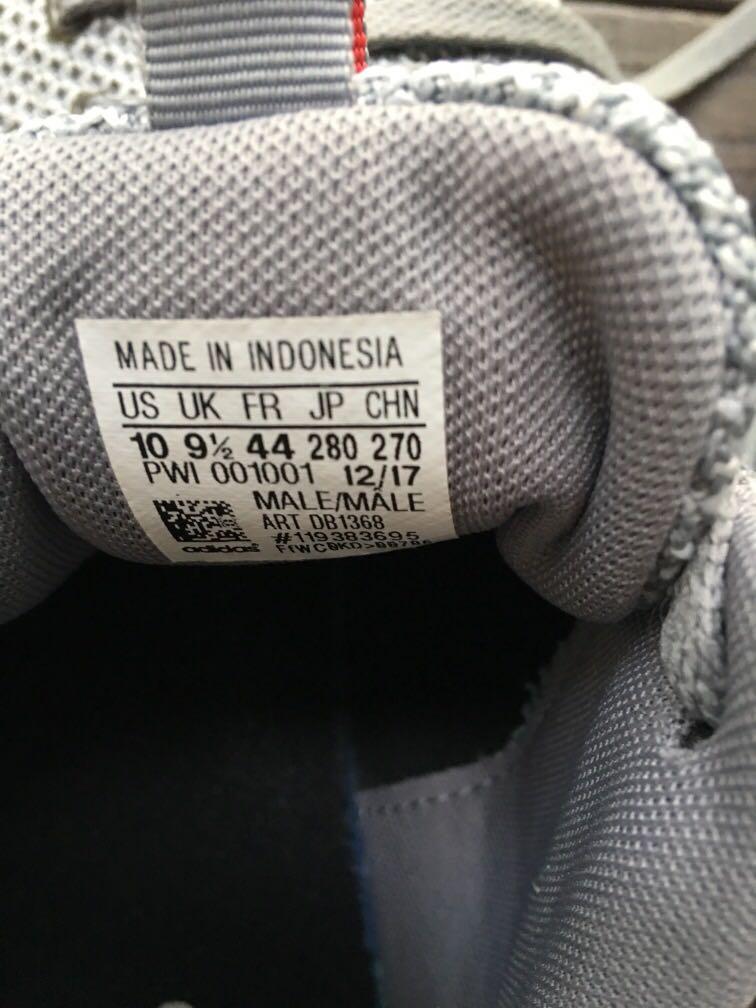 MADE IN INDONESIA
US UK FR JP CHN
10 9½ 44 280 270
PWI 001001 12/17
MALE/MÂLE
ART DB1368
#119383695
adidas